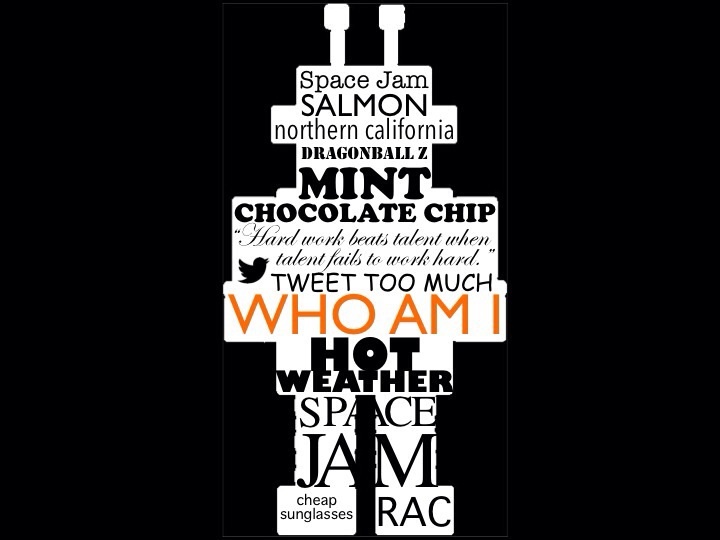 Space Jam
SALMON
northern california
DRAGONBALL Z
MINT
CHOCOLATE CHIP
“Hard work beats talent when
talent fails to work hard.”
TWEET TOO MUCH
WHO AM I
HOT
WEATHER
SPACE
JAM
cheap
sunglasses
RAC